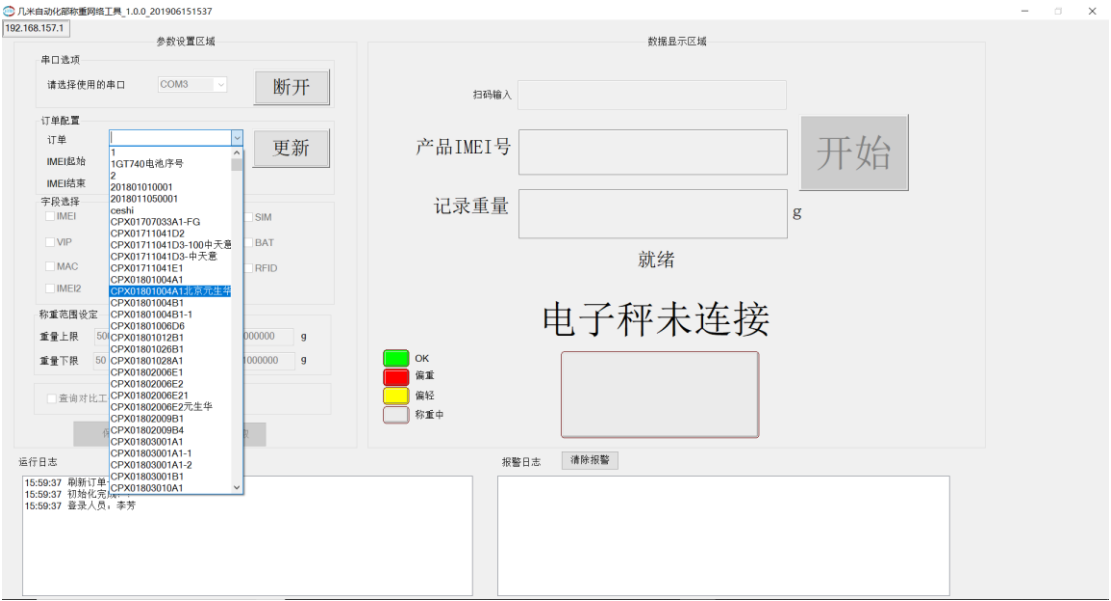 几米自动化部称重网络工具_1.0.0_201906151537
192.168.157.1
参数设置区域
串口选项
请选择使用的串口 COM3 断开
订单配置
订单 更新
IMEI起始
IMEI结束
1
1GT740电池序号
2
201801010001
2018011050001
ceshi
CPX01707033A1-FG
CPX01711041D2
CPX01711041D3-100中天意
CPX01711041D3-中天意
CPX01711041E1
CPX01801004A1
CPX01801004A1北京元生华
CPX01801004B1
CPX01801004B1-1
CPX01801006D6
CPX01801012B1
CPX01801026B1
CPX01801028A1
CPX01802006E1
CPX01802006E2
CPX01802006E21
CPX01802006E2元生华
CPX01802009B1
CPX01802009B4
CPX01803001A1
CPX01803001A1-1
CPX01803001A1-2
CPX01803001B1
CPX01803010A1
字段选择
IMEI SIM
VIP BAT
MAC RFID
IMEI2
称重范围设定
重量上限 g
重量下限 50 g
查询对比工
数据显示区域
扫码输入
产品IMEI号
开始
记录重量 g
就绪
电子秤未连接
OK
偏重
偏轻
称重中
运行日志
15:59:37 刷新订单
15:59:37 初始化完
15:59:37 登录人员：李芳
报警日志 清除报警